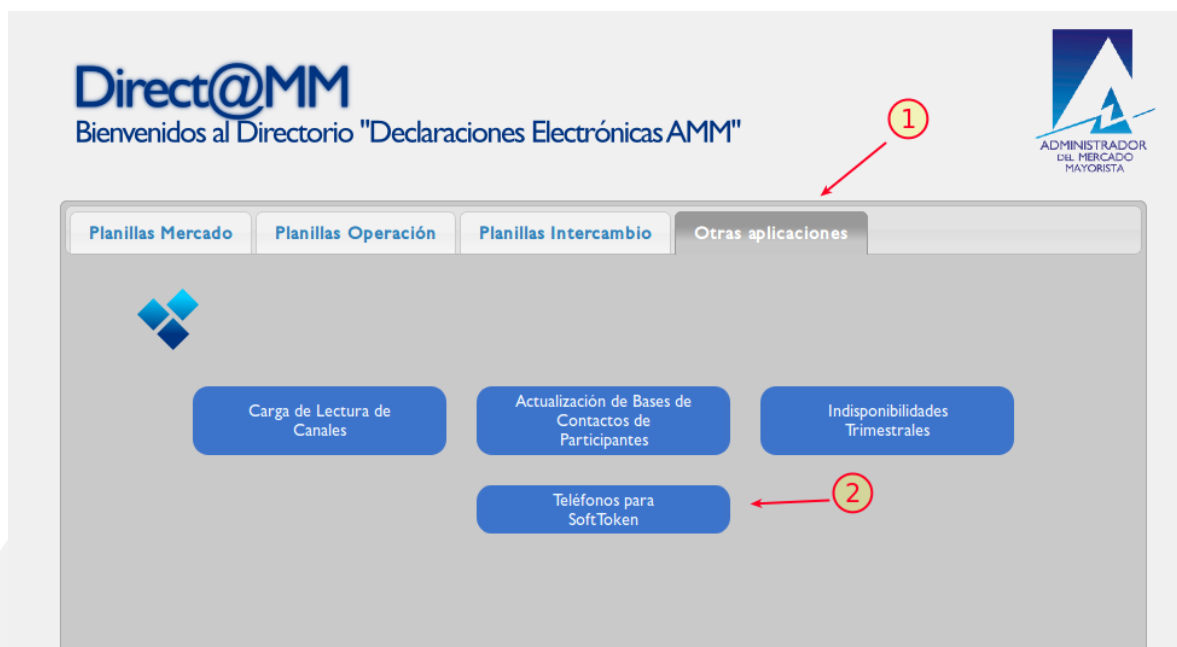 Direct@MM
Bienvenidos al Directorio "Declaraciones Electrónicas AMM"
1
ADMINISTRADOR
DEL MERCADO
MAYORISTA
Planillas Mercado
Planillas Operación
Planillas Intercambio
Otras aplicaciones
Carga de Lectura de
Canales
Actualización de Bases de
Contactos de
Participantes
Indisponibilidades
Trimestrales
Teléfonos para
SoftToken
2